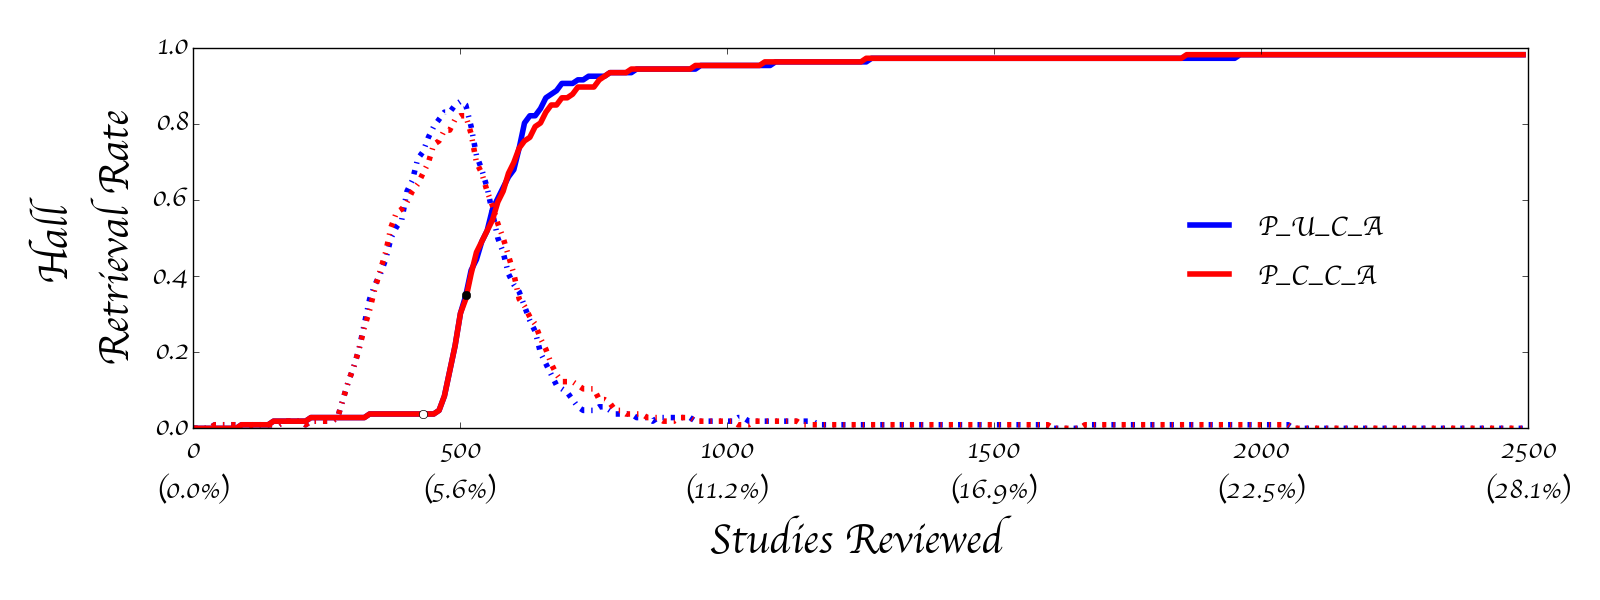 Hall
Retrieval Rate
1.0
0.8
0.6
0.4
0.2
0.0
P_U_C_A
P_C_C_A
0 500 1000 1500 2000 2500
(0.0%) (5.6%) (11.2%) (16.9%) (22.5%) (28.1%)
Studies Reviewed